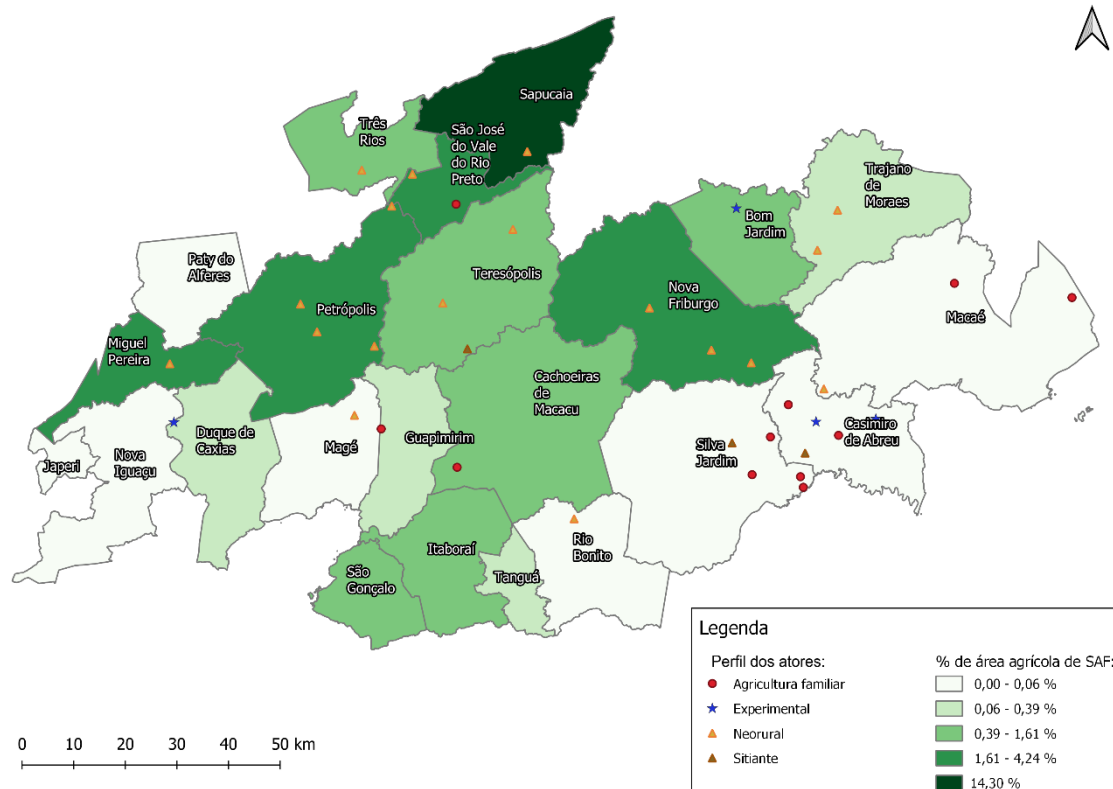 Sapucaia
Três
Rios
São José
do Vale
do Rio
Preto
Trajano
de
Moraes
Bom
Jardim
Paty do
Alferes
Teresópolis
Nova
Friburgo
Macaé
Petrópolis
Miguel
Pereira
Cachoeiras
de
Macacu
Duque de
Caxias
Guapimirim
Casimiro
de Abreu
Magé
Silva
Jardim
Japeri
Nova
Iguaçu
Rio
Bonito
Itaboraí
Tanguá
São
Gonçalo
Legenda
Perfil dos atores:
Agricultura familiar
Experimental
Neorural
Sitiante
% de área agrícola de SAF:
0,00 - 0,06 %
0,06 - 0,39 %
0,39 - 1,61 %
1,61 - 4,24 %
14,30 %
0 10 20 30 40 50 km